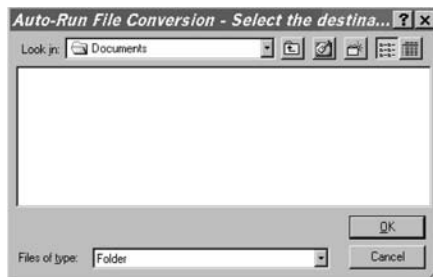 Auto-Run File Conversion - Select the destina... ? ×
Look in: Documents
OK
Files of type: Folder
Cancel